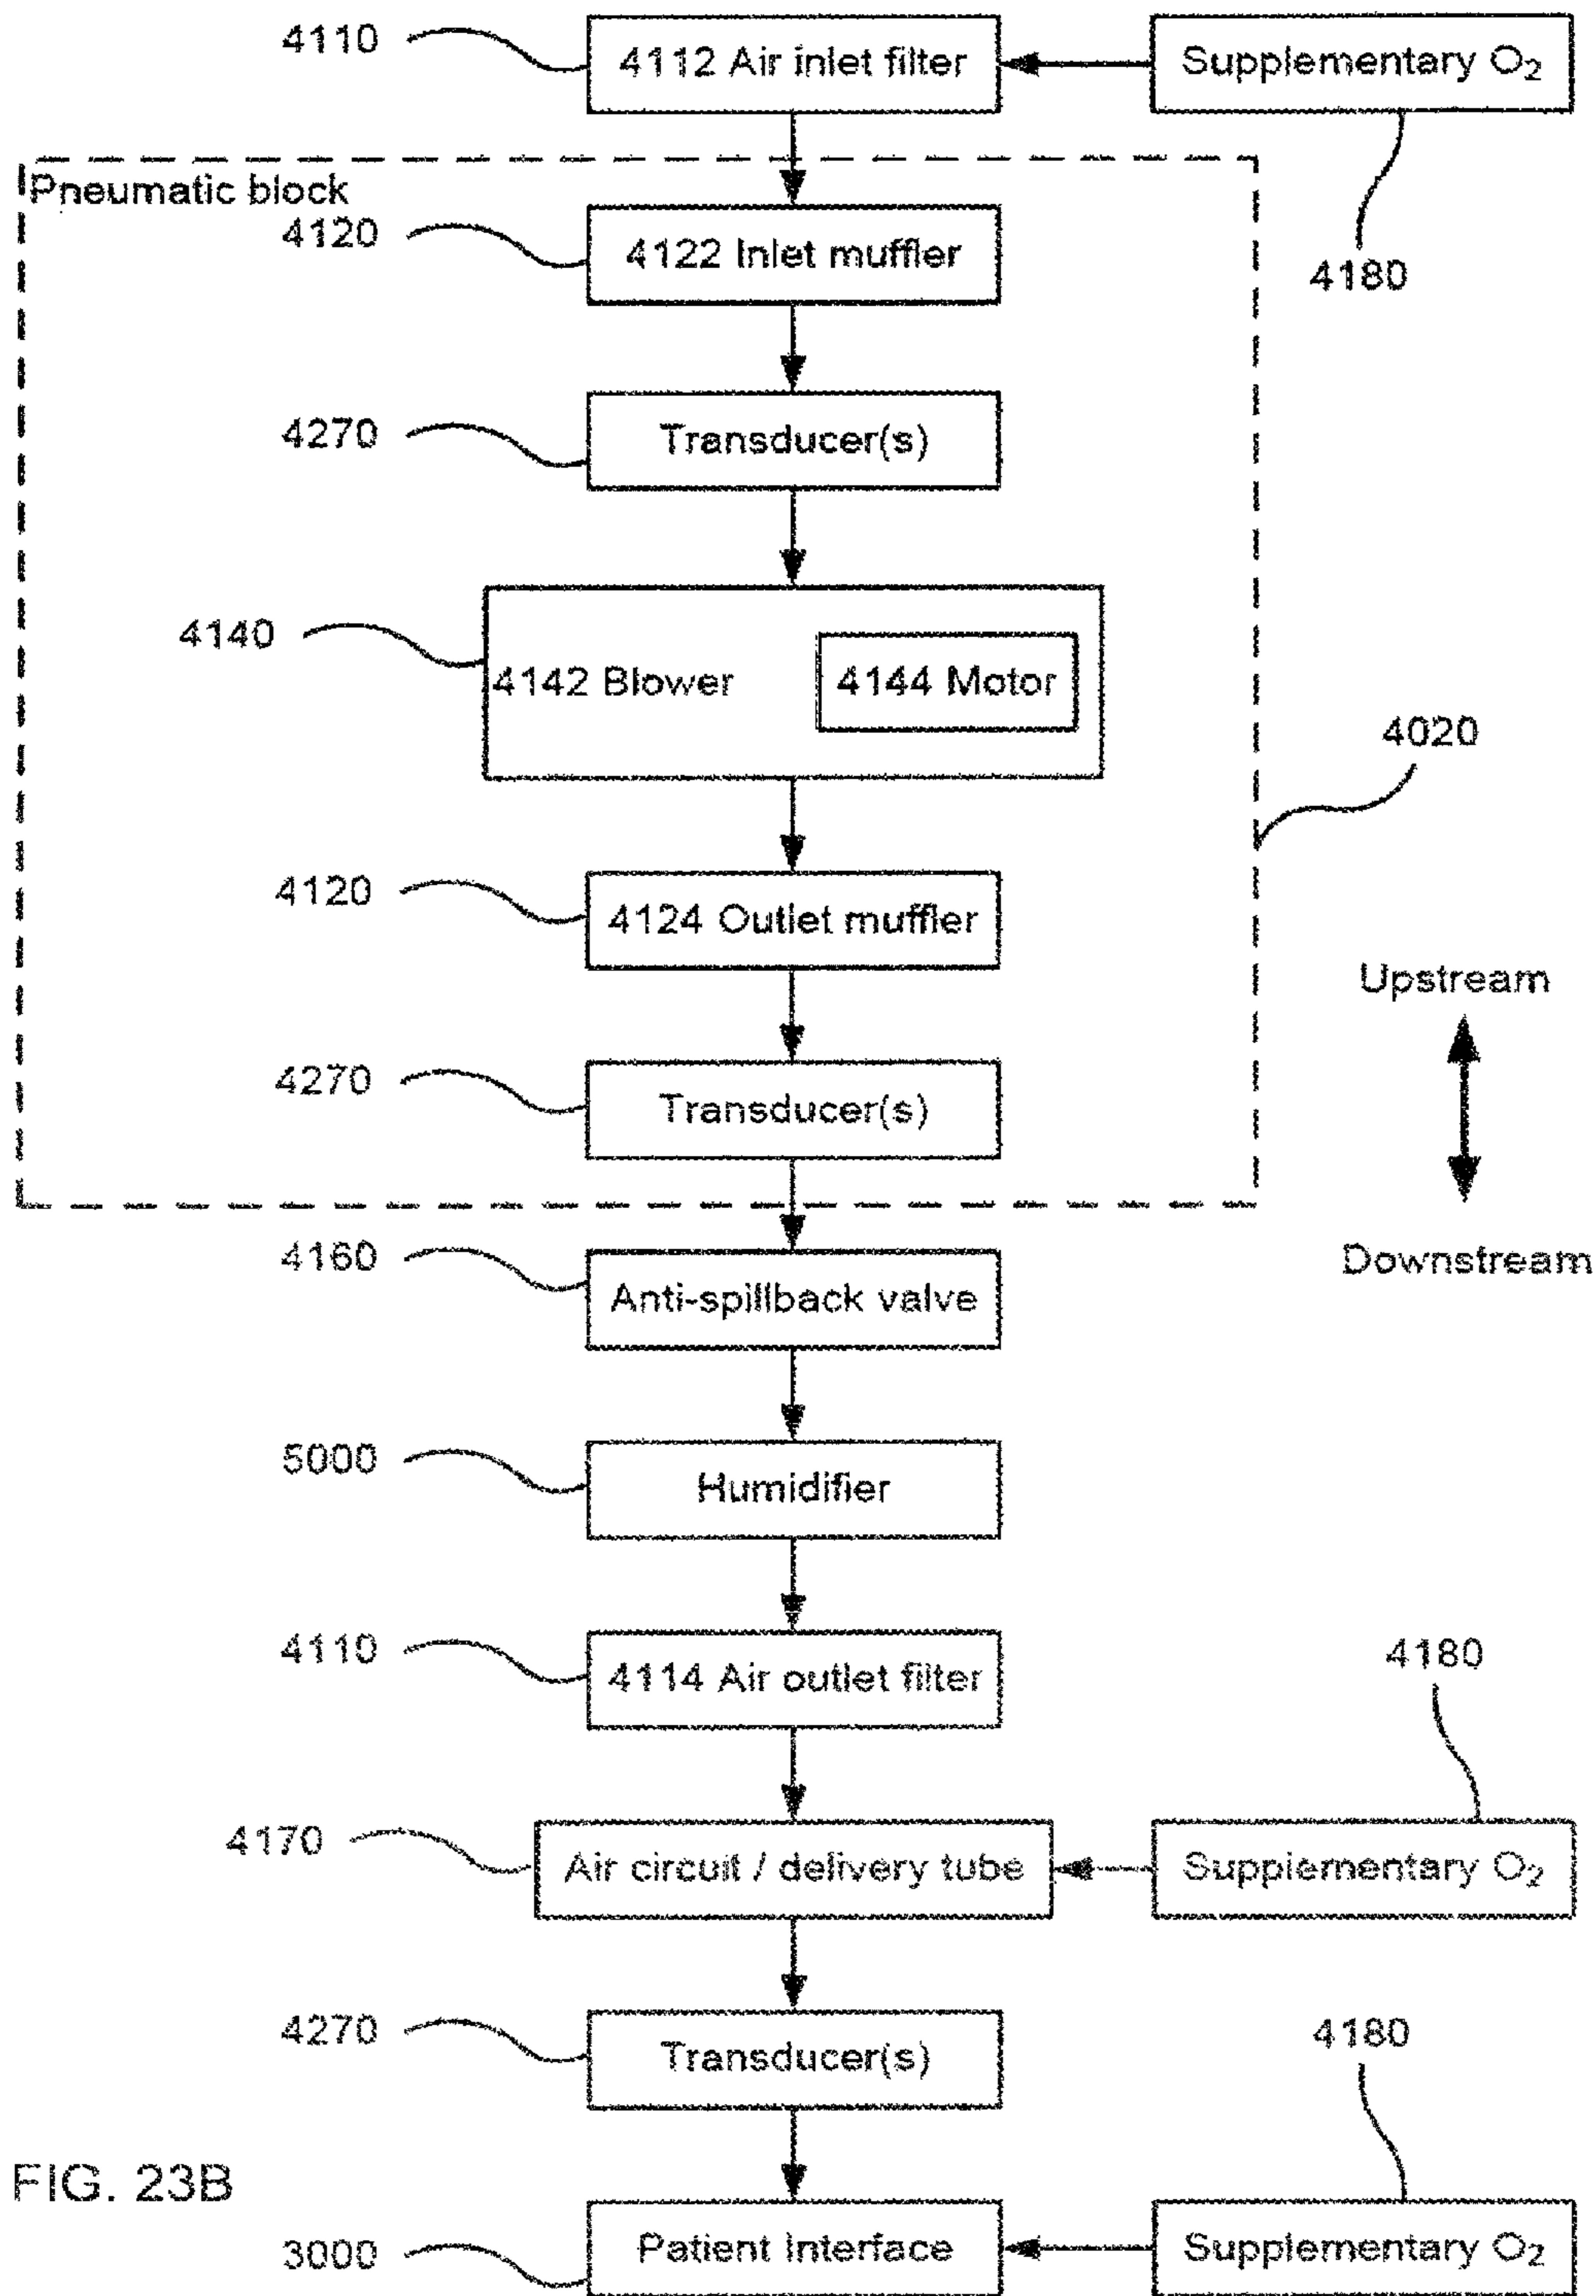 4110
4112 Air inlet filter
Supplementary O₂
Pneumatic block
4120
4122 Inlet muffler
4180
4270
Transducer(s)
4140
4142 Blower
4144 Motor
4020
4120
4124 Outlet muffler
Upstream
4270
Transducer(s)
4160
Anti-spillback valve
Downstream
5000
Humidifier
4110
4114 Air outlet filter
4180
4170
Air circuit / delivery tube
Supplementary O₂
4270
Transducer(s)
4180
FIG. 23B
3000
Patient Interface
Supplementary O₂